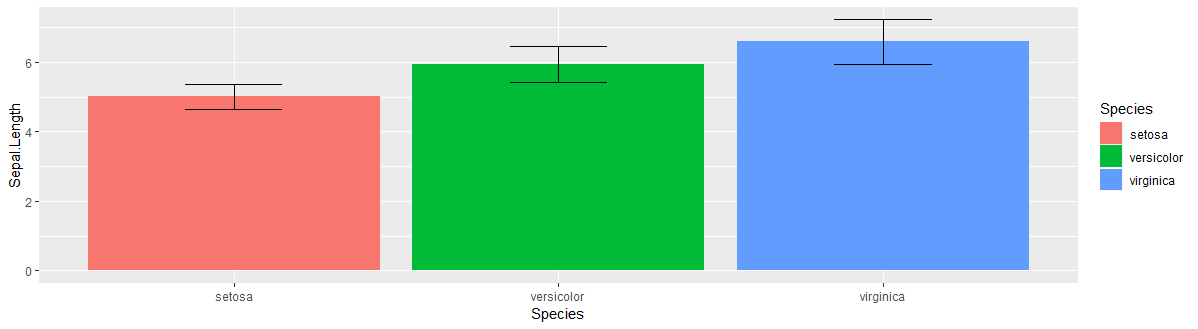 Sepal.Length
6
4
2
0
setosa
versicolor
virginica
Species
Species
setosa
versicolor
virginica